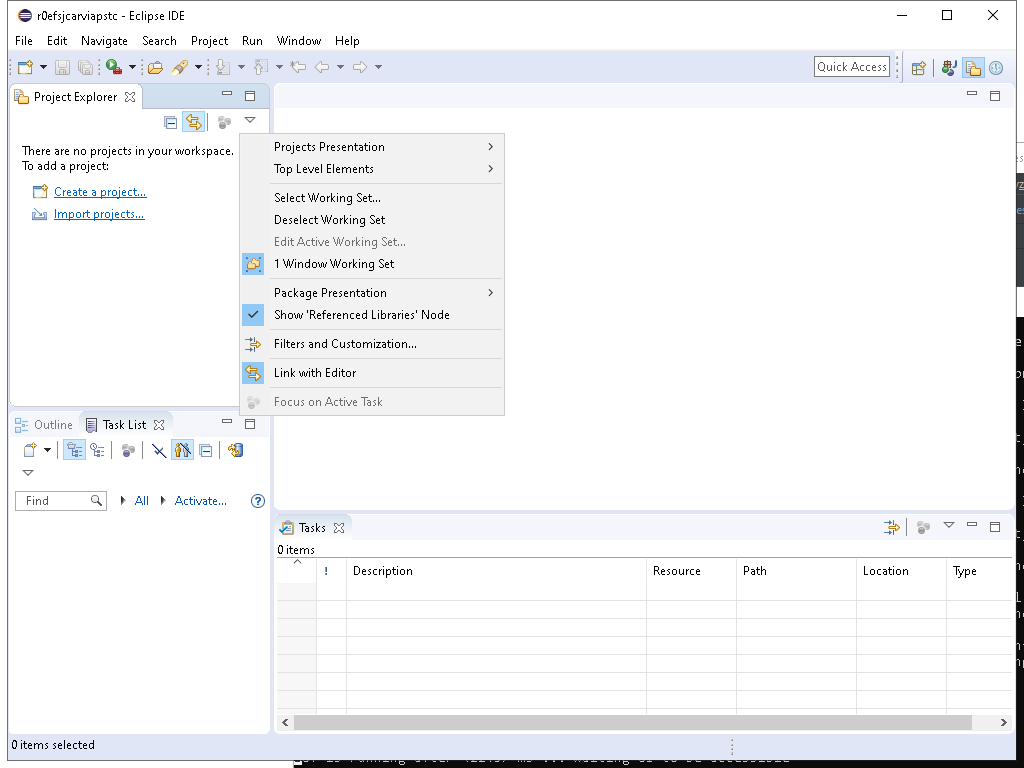 r0efsjcarviapstc - Eclipse IDE
File Edit Navigate Search Project Run Window Help
Quick Access
Project Explorer
There are no projects in your workspace.
To add a project:
Create a project...
Import projects...
Projects Presentation
Top Level Elements
Select Working Set...
Deselect Working Set
Edit Active Working Set...
1 Window Working Set
Package Presentation
Show 'Referenced Libraries' Node
Filters and Customization...
Link with Editor
Focus on Active Task
Outline Task List
Find All Activate...
Tasks
0 items
! Description Resource Path Location Type
0 items selected